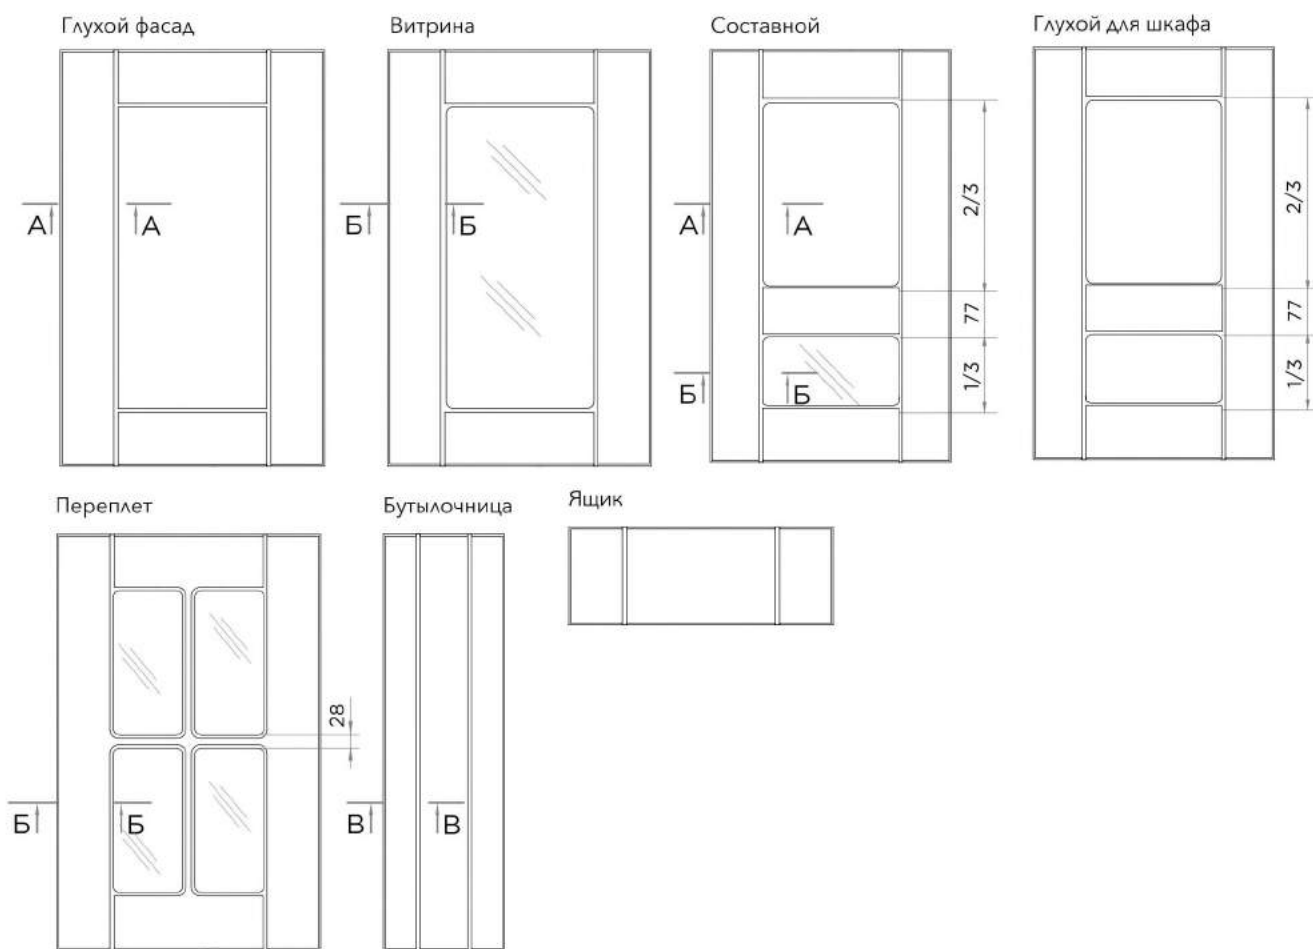 Глухой фасад
Витрина
Составной
Глухой для шкафа
А А
Б Б
А А
2/3
2/3
77
77
Б Б
1/3
1/3
Переплет
Бутылочница
Ящик
28
Б Б
В В